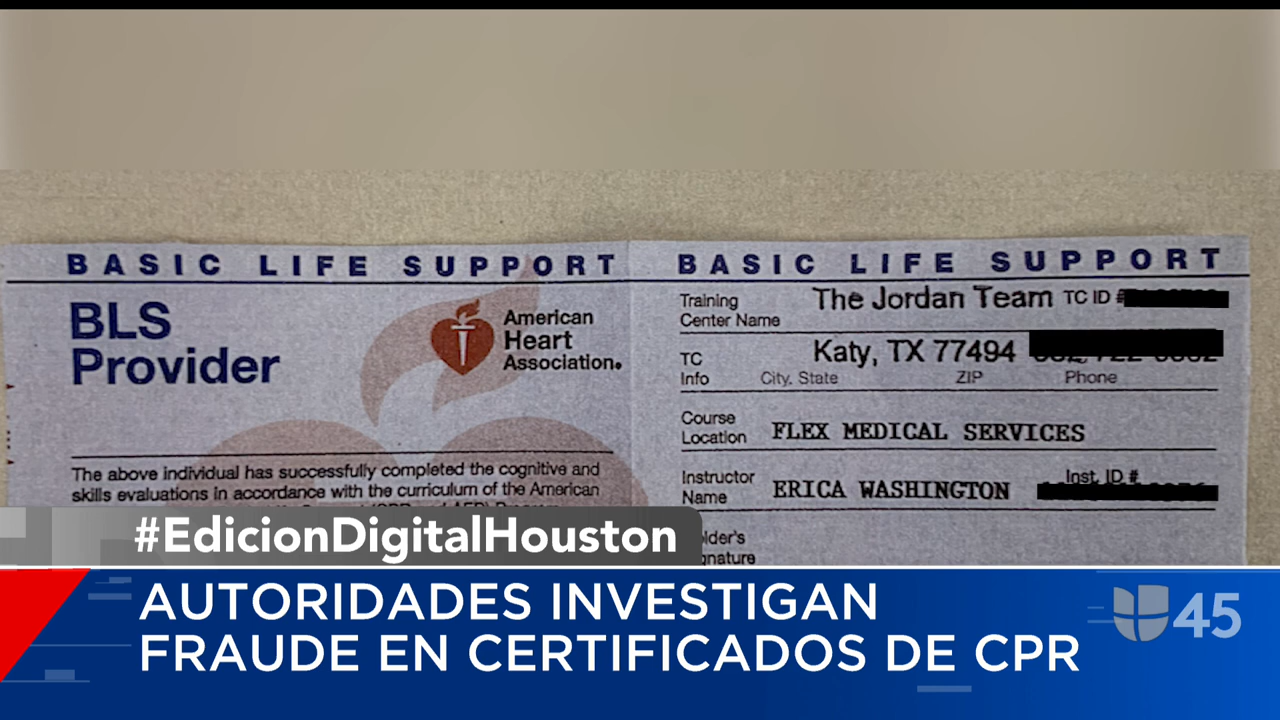 BASIC LIFE SUPPORT
BLS
Provider
American
Heart
Association.
The above individual has successfully completed the cognitive and
skills evaluations in accordance with the curriculum of the American
BASIC LIFE SUPPORT
Training
Center Name
The Jordan Team TC ID #
TC
Info
Katy, TX 77494
City, State ZIP Phone
Course
Location
FLEX MEDICAL SERVICES
Instructor
Name
ERICA WASHINGTON
Inst. ID #
#EdicionDigitalHouston
AUTORIDADES INVESTIGAN
FRAUDE EN CERTIFICADOS DE CPR
45